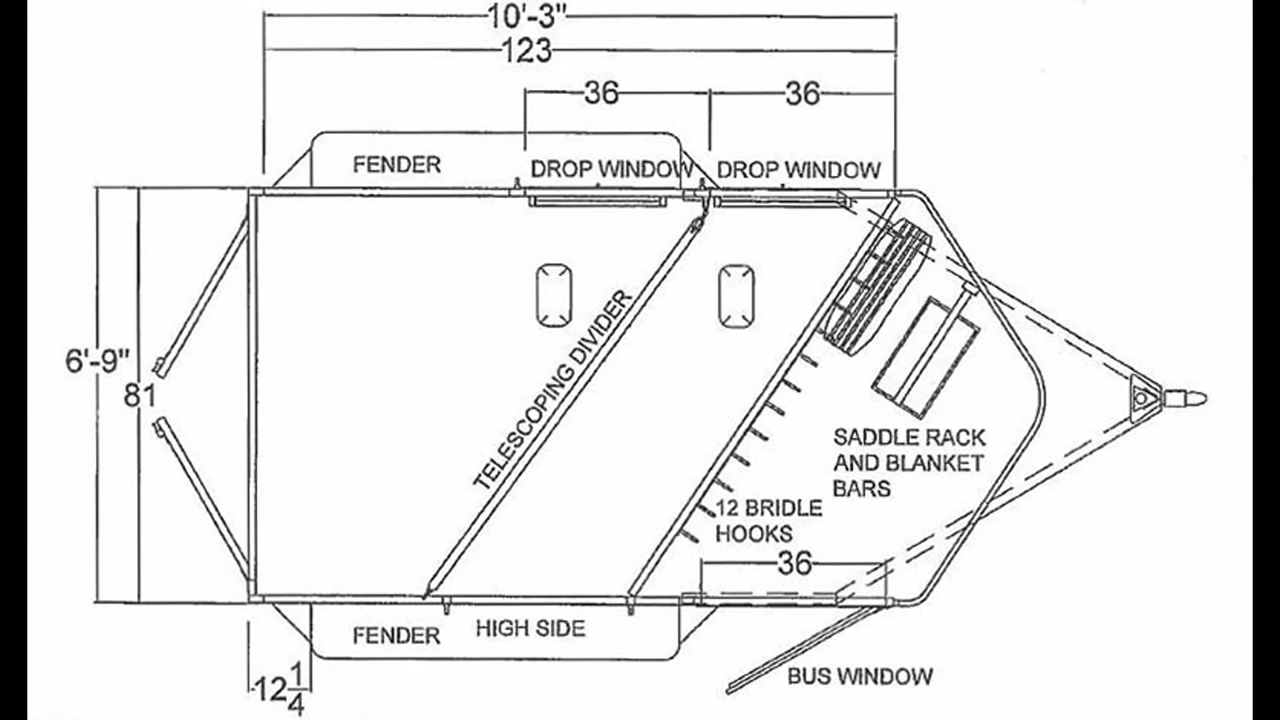 10'-3"
123
36
36
FENDER
DROP WINDOW
DROP WINDOW
6'-9"
81
TELESCOPING DIVIDER
SADDLE RACK
AND BLANKET
BARS
12 BRIDLE
HOOKS
36
FENDER
HIGH SIDE
BUS WINDOW
12 1/4